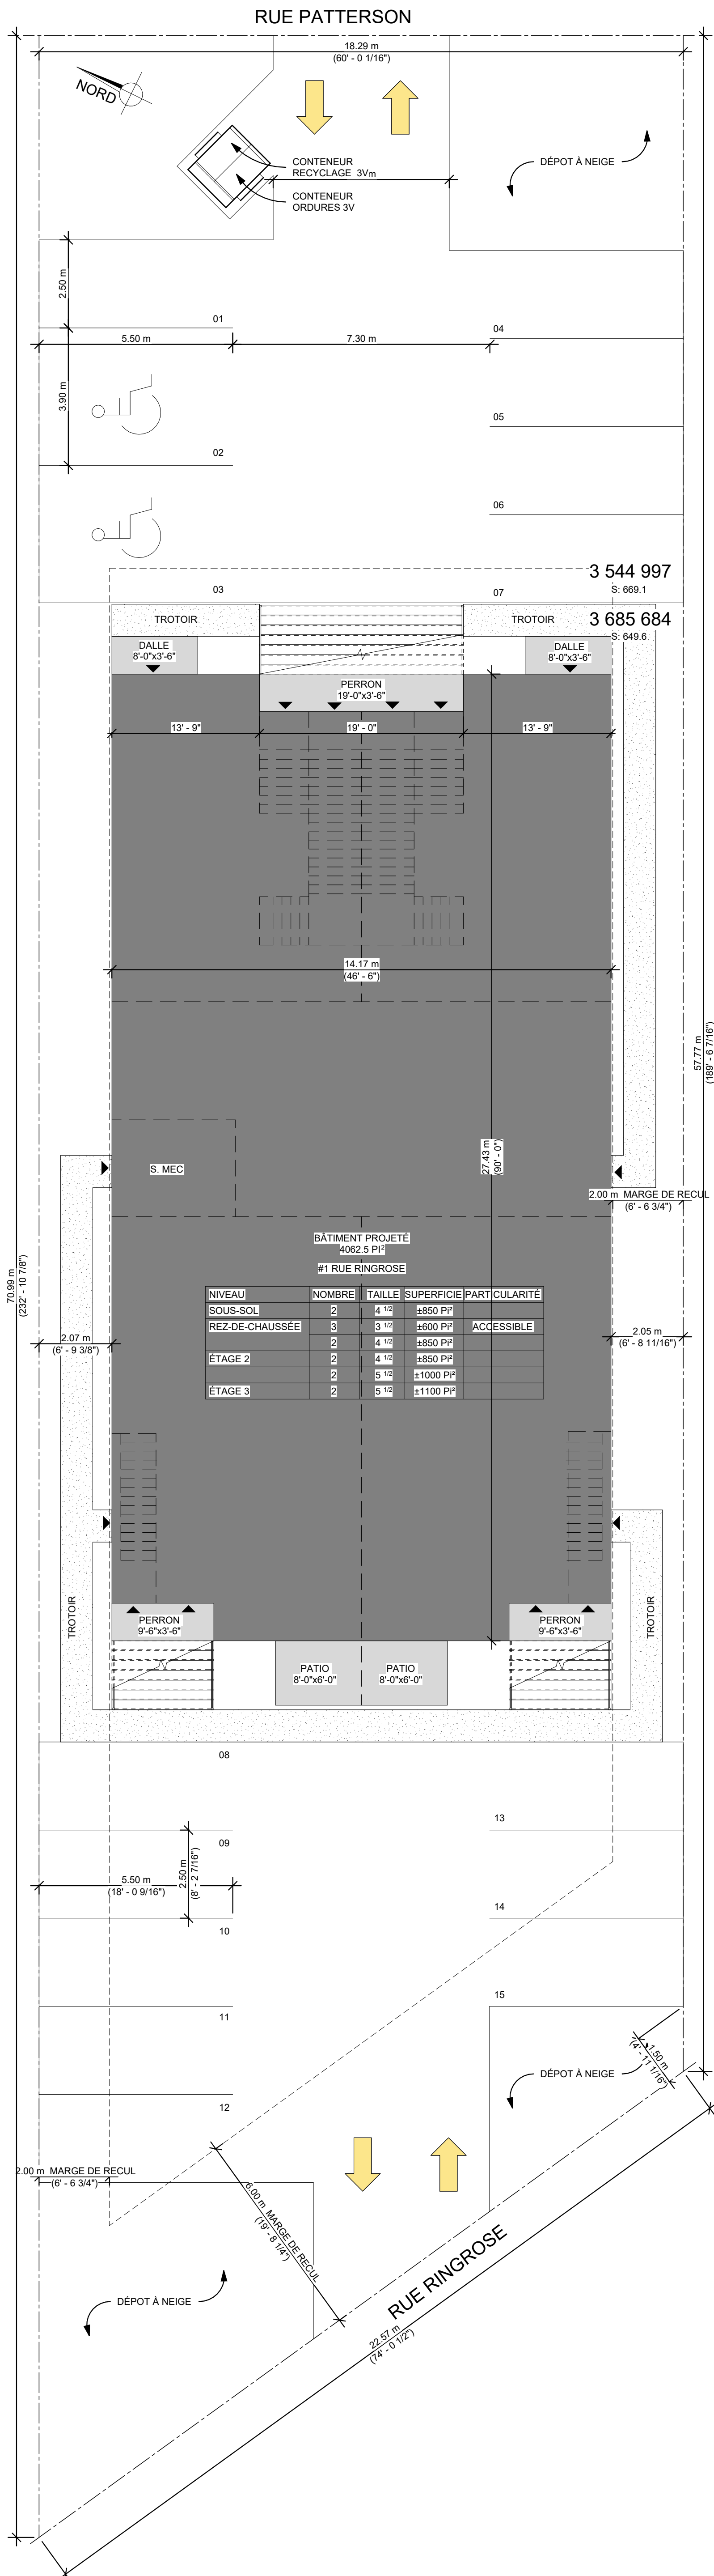 RUE PATTERSON
18.29 m
(60' - 0 1/16")
NORD
CONTENEUR
RECYCLAGE 3V
m
CONTENEUR
ORDURES 3V
DÉPOT À NEIGE
2.50 m
01
04
5.50 m
7.30 m
3.90 m
05
02
06
3 544 997
S: 669.1
03
07
3 685 684
S: 649.6
TROTOIR
TROTOIR
DALLE
8'-0"x3'-6"
DALLE
8'-0"x3'-6"
PERRON
19'-0"x3'-6"
13' - 9"
19' - 0"
13' - 9"
14.17 m
(46' - 6")
57.77 m
(189' - 6 7/16")
27.43 m
(90' - 0")
S. MEC
2.00 m MARGE DE RECUL
(6' - 6 3/4")
BÂTIMENT PROJETÉ
4062.5 PI²
#1 RUE RINGROSE
70.99 m
(232' - 10 7/8")
NIVEAU NOMBRE TAILLE SUPERFICIE PARTICULARITÉ
SOUS-SOL 2 4 1/2 ±850 Pi²
REZ-DE-CHAUSSÉE 3 3 1/2 ±600 Pi² ACCESSIBLE
2 4 1/2 ±850 Pi²
ÉTAGE 2 2 4 1/2 ±850 Pi²
2 5 1/2 ±1000 Pi²
ÉTAGE 3 2 5 1/2 ±1100 Pi²
2.07 m
(6' - 9 3/8")
2.05 m
(6' - 8 11/16")
TROTOIR
TROTOIR
PERRON
9'-6"x3'-6"
PERRON
9'-6"x3'-6"
PATIO
8'-0"x6'-0"
PATIO
8'-0"x6'-0"
08
13
09
2.50 m
(8' - 2 7/16")
5.50 m
(18' - 0 9/16")
14
10
15
11
1.50 m
(4' - 11 1/16")
DÉPOT À NEIGE
12
2.00 m MARGE DE RECUL
(6' - 6 3/4")
6.00 m MARGE DE RECUL
(19' - 8 1/4")
RUE RINGROSE
DÉPOT À NEIGE
22.57 m
(74' - 0 1/2")